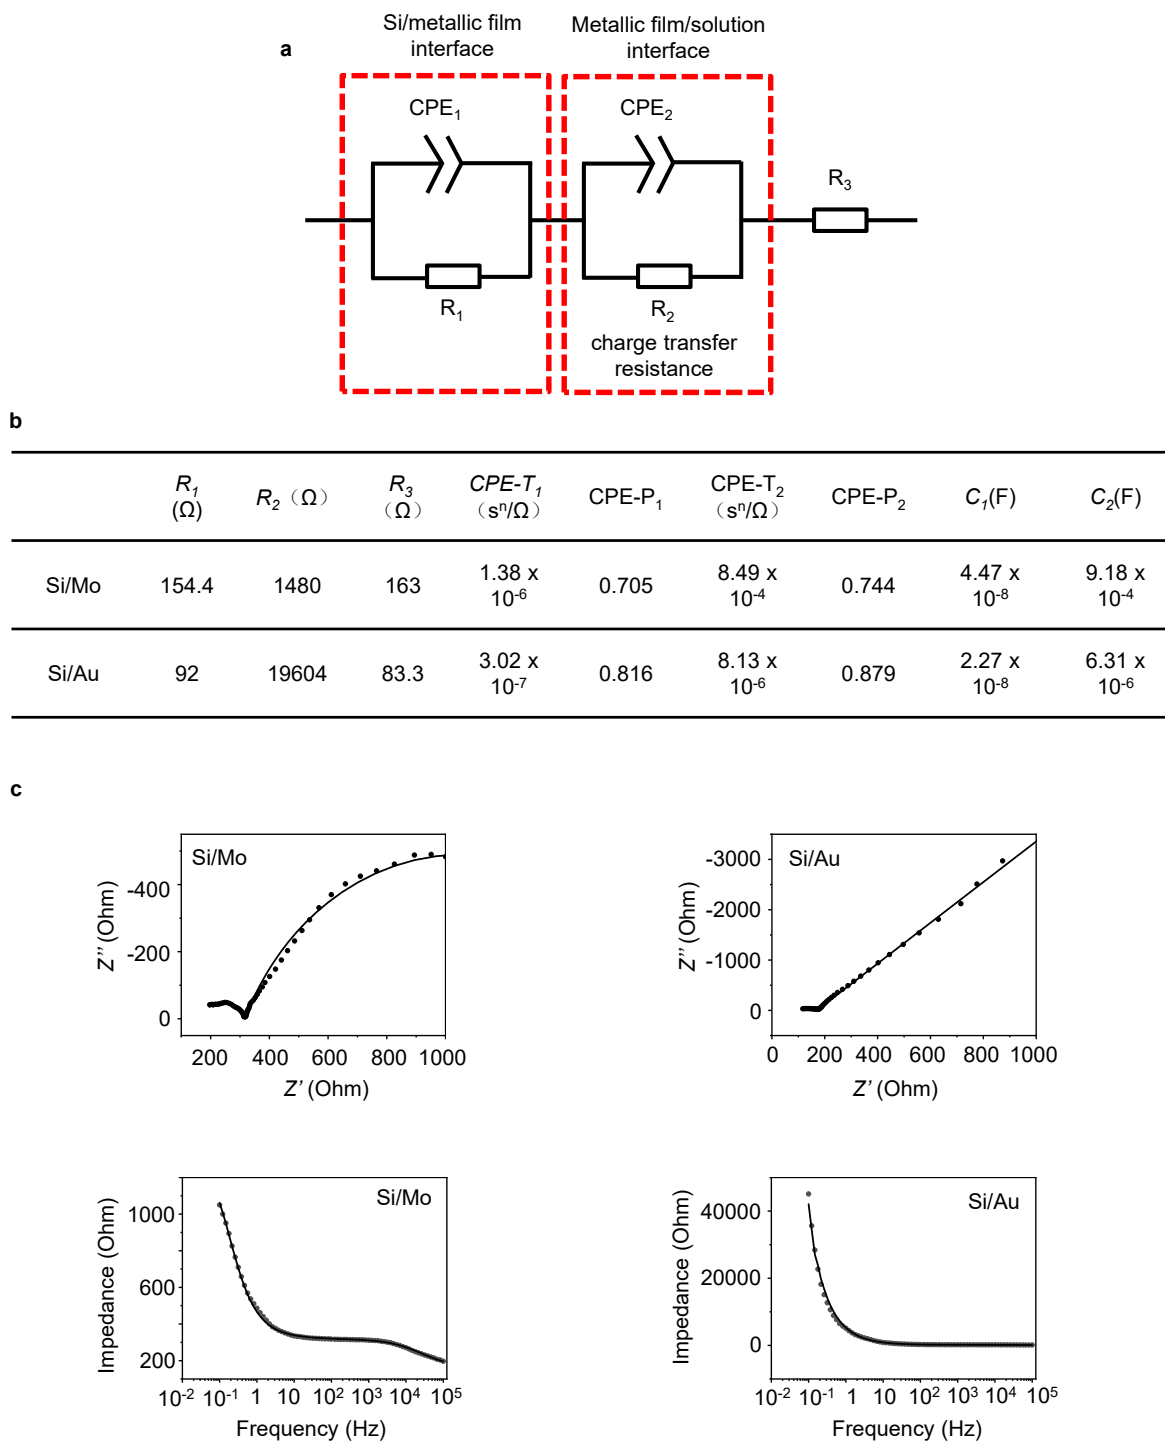 a
Si/metallic film
interface
Metallic film/solution
interface
CPE₁
CPE₂
R₃
R₁
R₂
charge transfer
resistance
b
R₁ (Ω) R₂（Ω） R₃ (Ω) CPE-T₁（sⁿ/Ω） CPE-P₁ CPE-T₂（sⁿ/Ω） CPE-P₂ C₁(F) C₂(F)
Si/Mo 154.4 1480 163 1.38 x 10⁻⁶ 0.705 8.49 x 10⁻⁴ 0.744 4.47 x 10⁻⁸ 9.18 x 10⁻⁴
Si/Au 92 19604 83.3 3.02 x 10⁻⁷ 0.816 8.13 x 10⁻⁶ 0.879 2.27 x 10⁻⁸ 6.31 x 10⁻⁶
c
Si/Mo
Z'' (Ohm)
-400
-200
0
200 400 600 800 1000
Z' (Ohm)
Si/Au
Z'' (Ohm)
-3000
-2000
-1000
0
0 200 400 600 800 1000
Z' (Ohm)
Si/Mo
Impedance (Ohm)
1000
600
200
10⁻² 10⁻¹ 1 10 10² 10³ 10⁴ 10⁵
Frequency (Hz)
Si/Au
Impedance (Ohm)
40000
20000
0
10⁻² 10⁻¹ 1 10 10² 10³ 10⁴ 10⁵
Frequency (Hz)